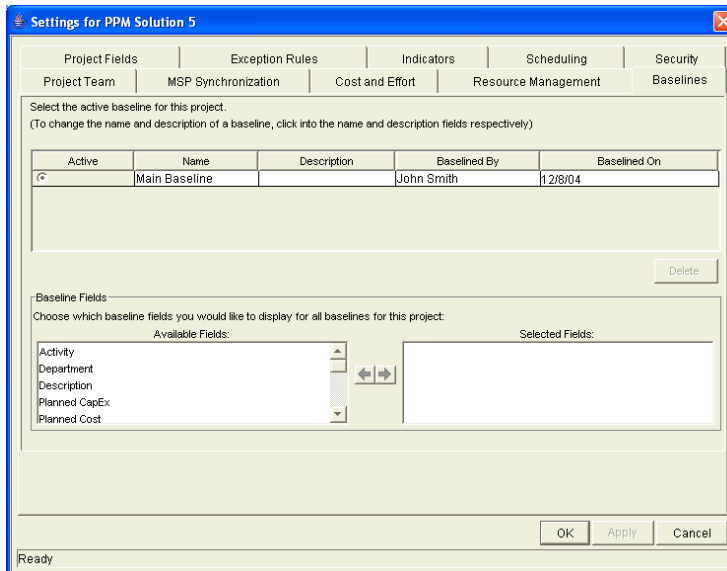 Settings for PPM Solution 5
Project Fields Exception Rules Indicators Scheduling Security
Project Team MSP Synchronization Cost and Effort Resource Management Baselines
Select the active baseline for this project.
(To change the name and description of a baseline, click into the name and description fields respectively)
Active Name Description Baselined By Baselined On
Main Baseline John Smith 12/8/04
Delete
Baseline Fields
Choose which baseline fields you would like to display for all baselines for this project:
Available Fields: Selected Fields:
Activity
Department
Description
Planned CapEx
Planned Cost
OK Apply Cancel
Ready